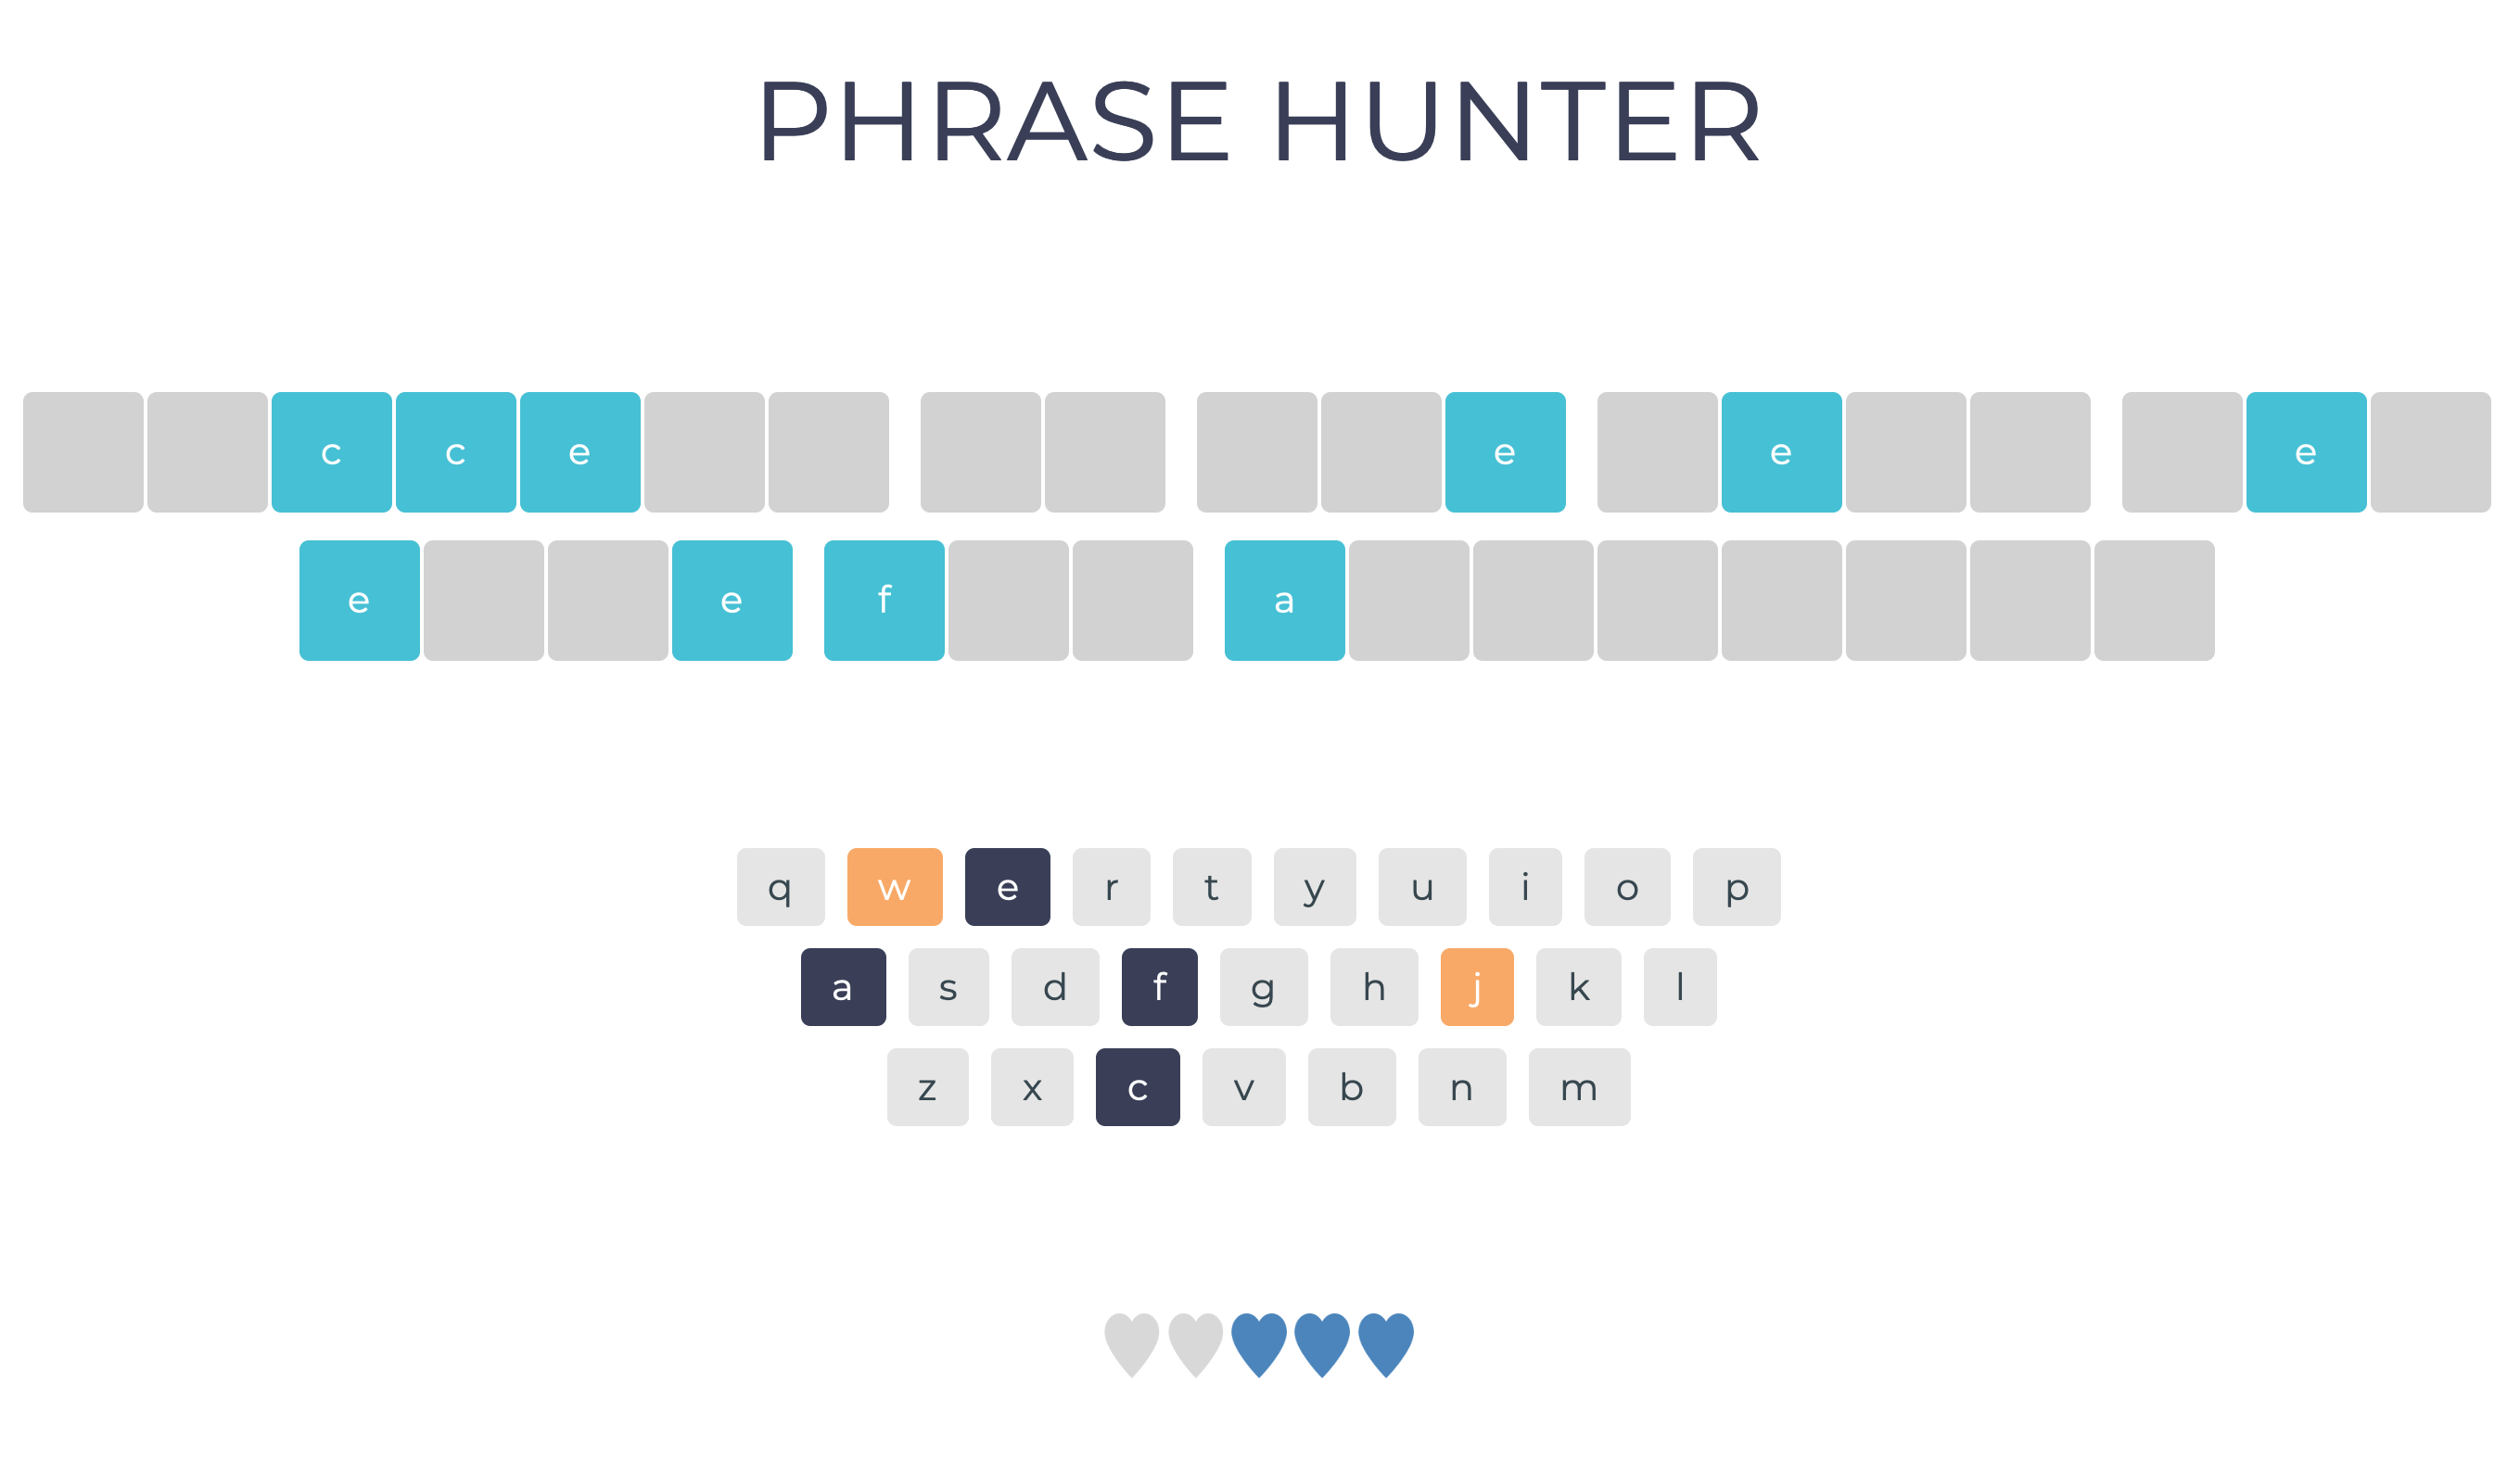 PHRASE HUNTER
c c e e e e
e e f a
q w e r t y u i o p
a s d f g h j k l
z x c v b n m